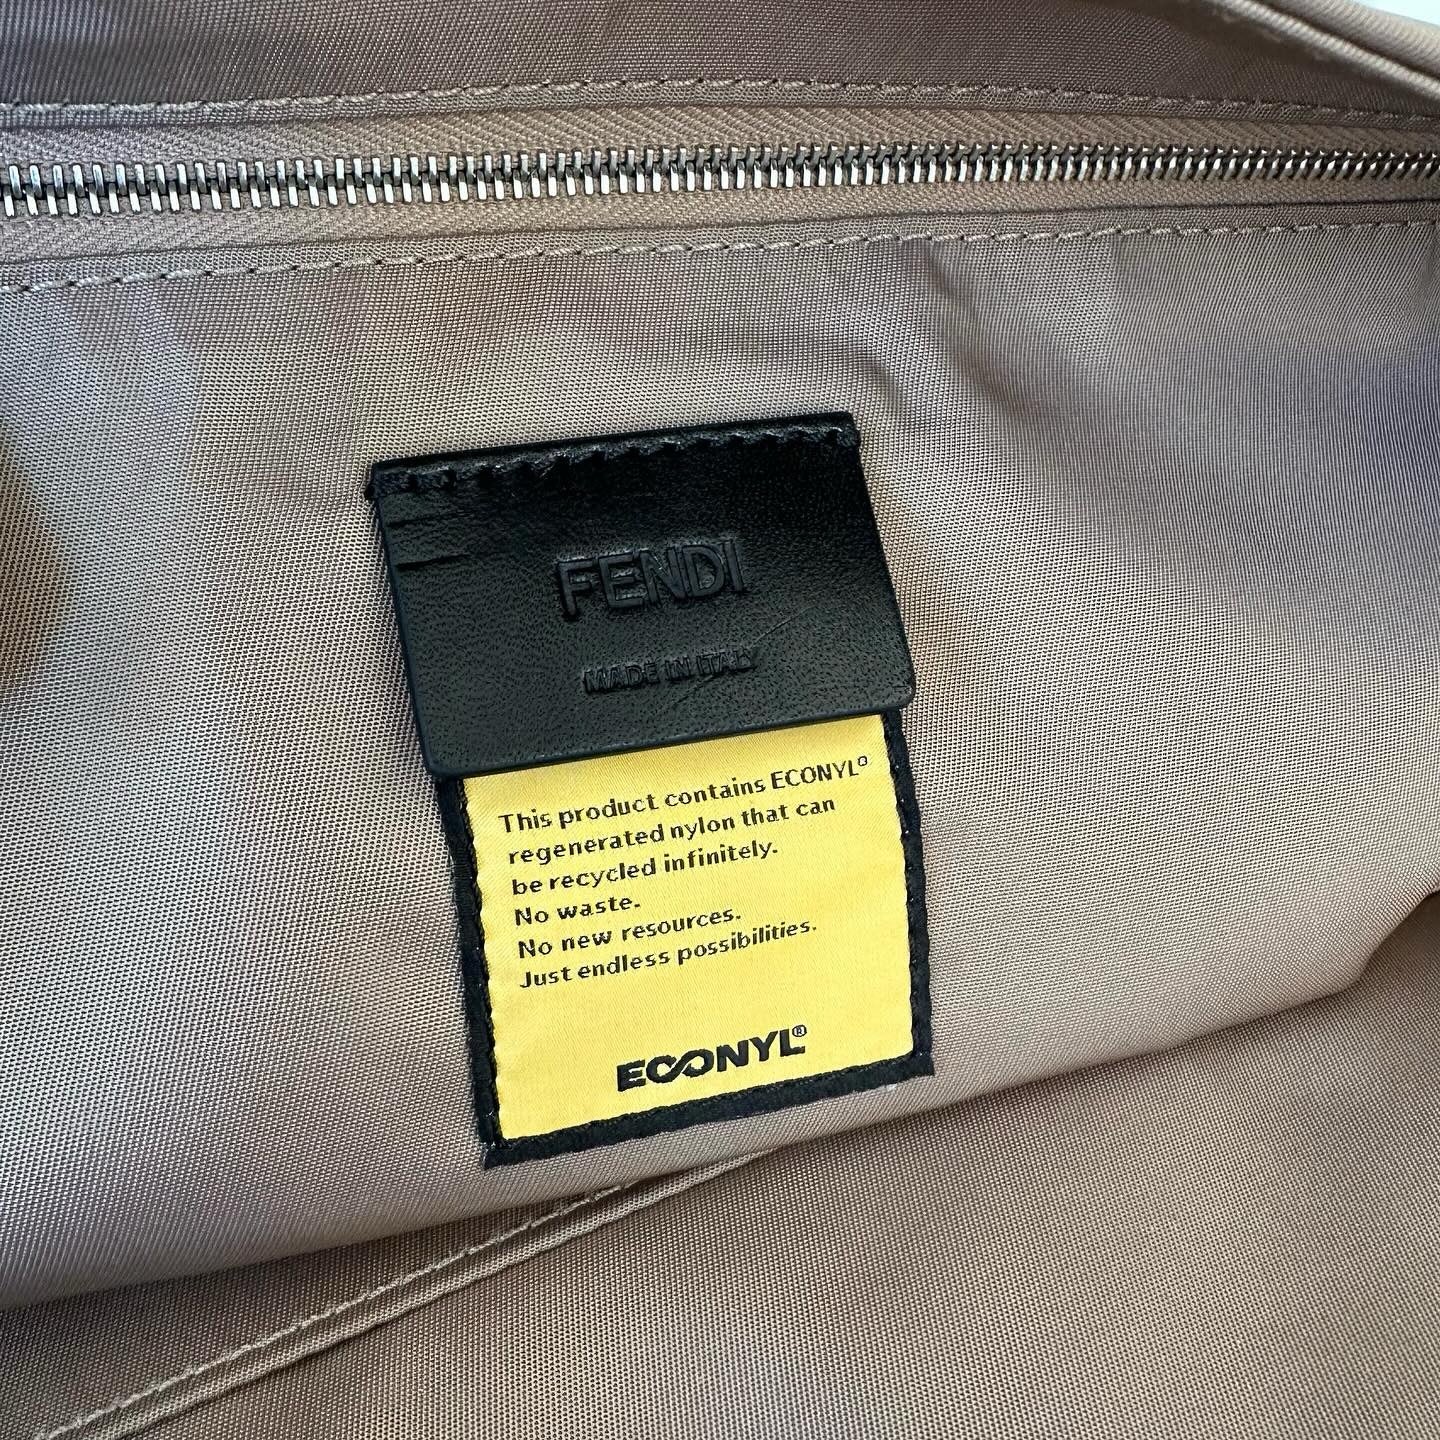 FENDI
MADE IN ITALY
This product contains ECONYL®
regenerated nylon that can
be recycled infinitely.
No waste.
No new resources.
Just endless possibilities.
ECONYL®